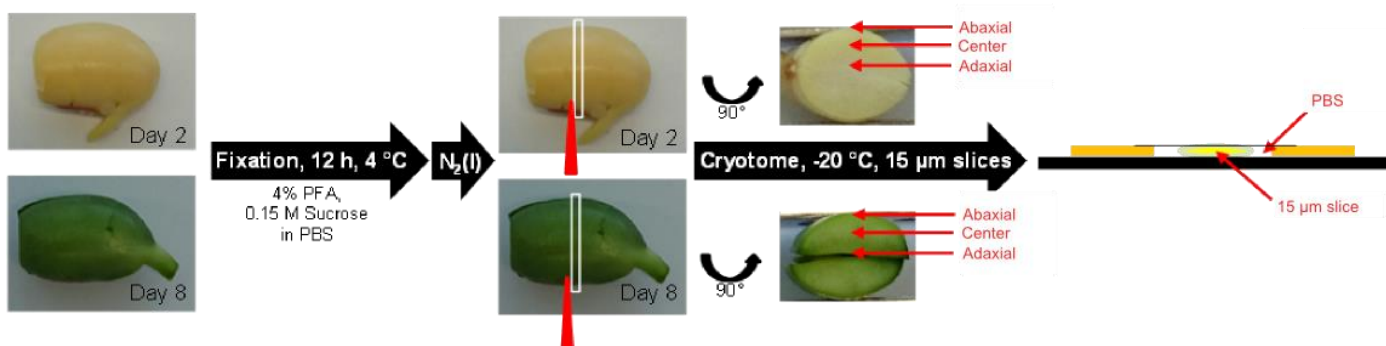 Day 2
Day 8
Fixation, 12 h, 4 °C
4% PFA,
0.15 M Sucrose
in PBS
N₂(l)
Day 2
Day 8
90°
90°
Abaxial
Center
Adaxial
Cryotome, -20 °C, 15 µm slices
Abaxial
Center
Adaxial
PBS
15 µm slice